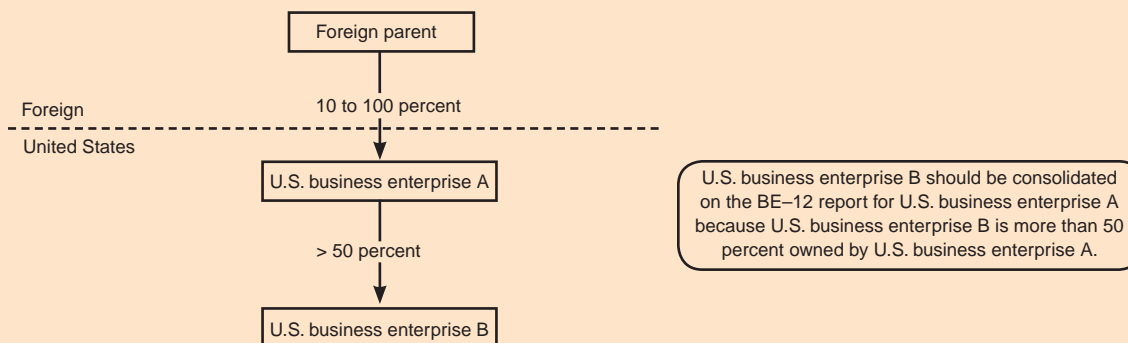 Foreign parent
Foreign
10 to 100 percent
United States
U.S. business enterprise A
U.S. business enterprise B should be consolidated
on the BE–12 report for U.S. business enterprise A
because U.S. business enterprise B is more than 50
percent owned by U.S. business enterprise A.
> 50 percent
U.S. business enterprise B